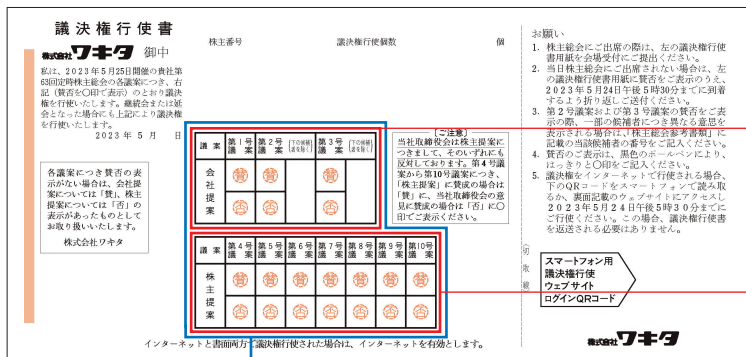 議決権行使書
株式会社ワキタ 御中
株主番号 議決権行使個数 個
私は、2023年5月25日開催の貴社第
63回定時株主総会の各議案につき、右
記（賛否を○印で表示）のとおり議決
権を行使いたします。継続会または延
会となった場合にも上記により議決権
を行使いたします。
2023年 5月 日
各議案につき賛否の表
示がない場合は、会社提
案については「賛」、株主
提案については「否」の
表示があったものとして
お取り扱いいたします。
株式会社ワキタ
議案 第1号議案 第2号議案 (下の候補者を除く) 第3号議案 (下の候補者を除く)
会社提案 賛 賛 賛
否 否 否
【ご注意】
当社取締役会は株主提案に
つきまして、そのいずれにも
反対しております。第4号議
案から第10号議案につき、
「株主提案」に賛成の場合は
「賛」に、当社取締役会の意
見に賛成の場合は「否」に○
印でご表示ください。
議案 第4号議案 第5号議案 第6号議案 第7号議案 第8号議案 第9号議案 第10号議案
株主提案 賛 賛 賛 賛 賛 賛 賛
否 否 否 否 否 否 否
インターネットと書面両方で議決権行使された場合は、インターネットを有効とします。
お願い
1. 株主総会にご出席の際は、左の議決権行使
書用紙を会場受付にご提出ください。
2. 当日株主総会にご出席されない場合は、左
の議決権行使書用紙に賛否をご表示のうえ、
2023年5月24日午後5時30分までに到着
するよう折り返しご送付ください。
3. 第2号議案および第3号議案の賛否をご表
示の際、一部の候補者につき異なる意思を
表示される場合は、「株主総会参考書類」に
記載の当該候補者の番号をご記入ください。
4. 賛否のご表示は、黒色のボールペンにより、
はっきりと○印をご記入ください。
5. 議決権をインターネットで行使される場合、
下のQRコードをスマートフォンで読み取
るか、裏面記載のウェブサイトにアクセスし
2023年5月24日午後5時30分までに
ご行使ください。この場合、議決権行使書
を返送される必要はありません。
切取線
スマートフォン用
議決権行使
ウェブサイト
ログインQRコード
株式会社ワキタ